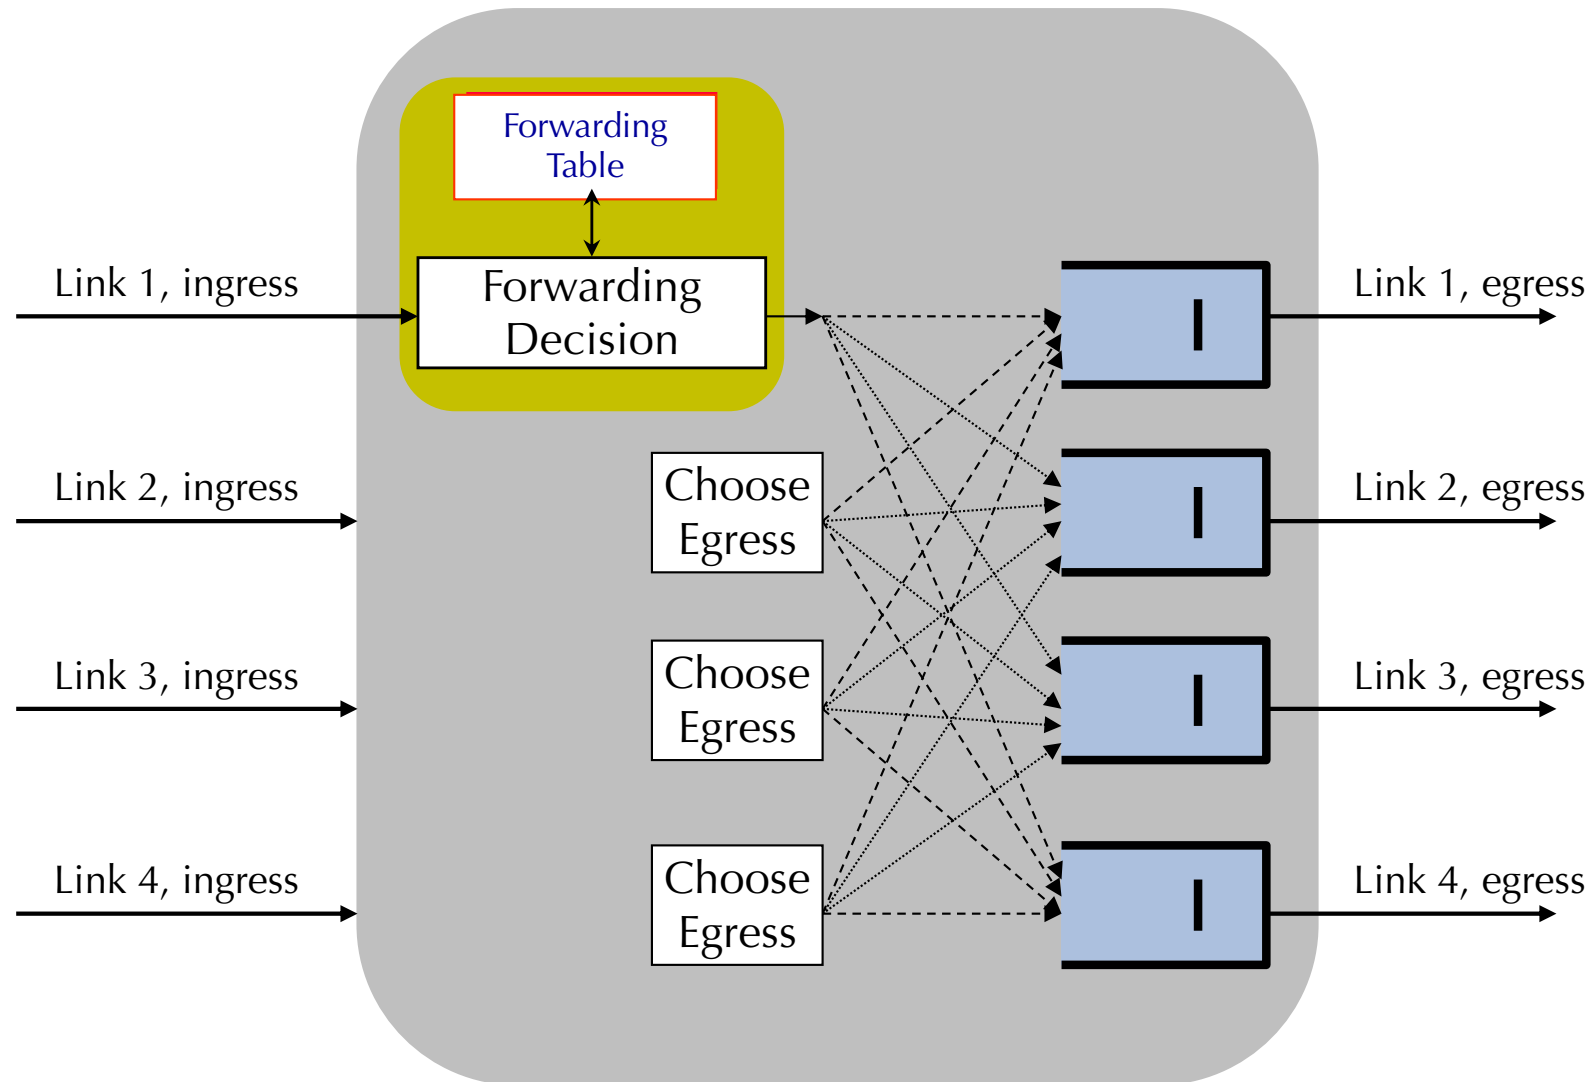 Forwarding
Table
Link 1, ingress
Forwarding
Decision
Link 1, egress
Link 2, ingress
Choose
Egress
Link 2, egress
Link 3, ingress
Choose
Egress
Link 3, egress
Link 4, ingress
Choose
Egress
Link 4, egress